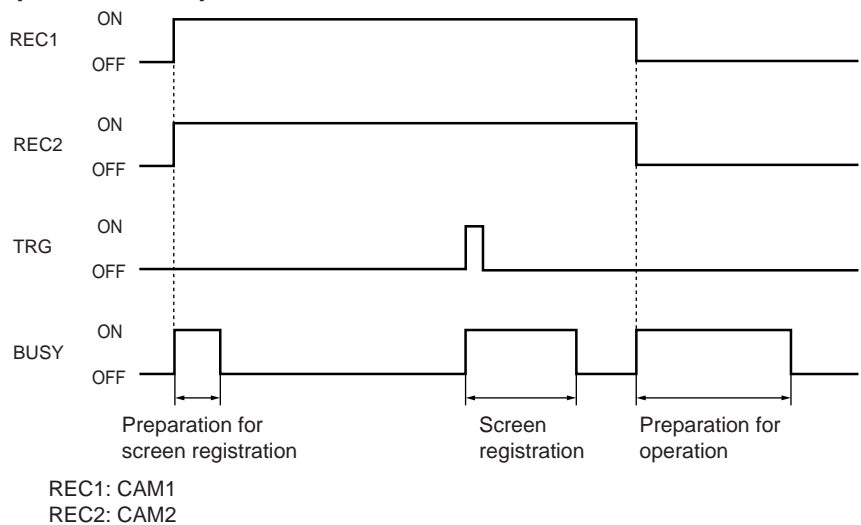 ON
REC1
OFF
ON
REC2
OFF
ON
TRG
OFF
ON
BUSY
OFF
Preparation for
screen registration
Screen
registration
Preparation for
operation
REC1: CAM1
REC2: CAM2